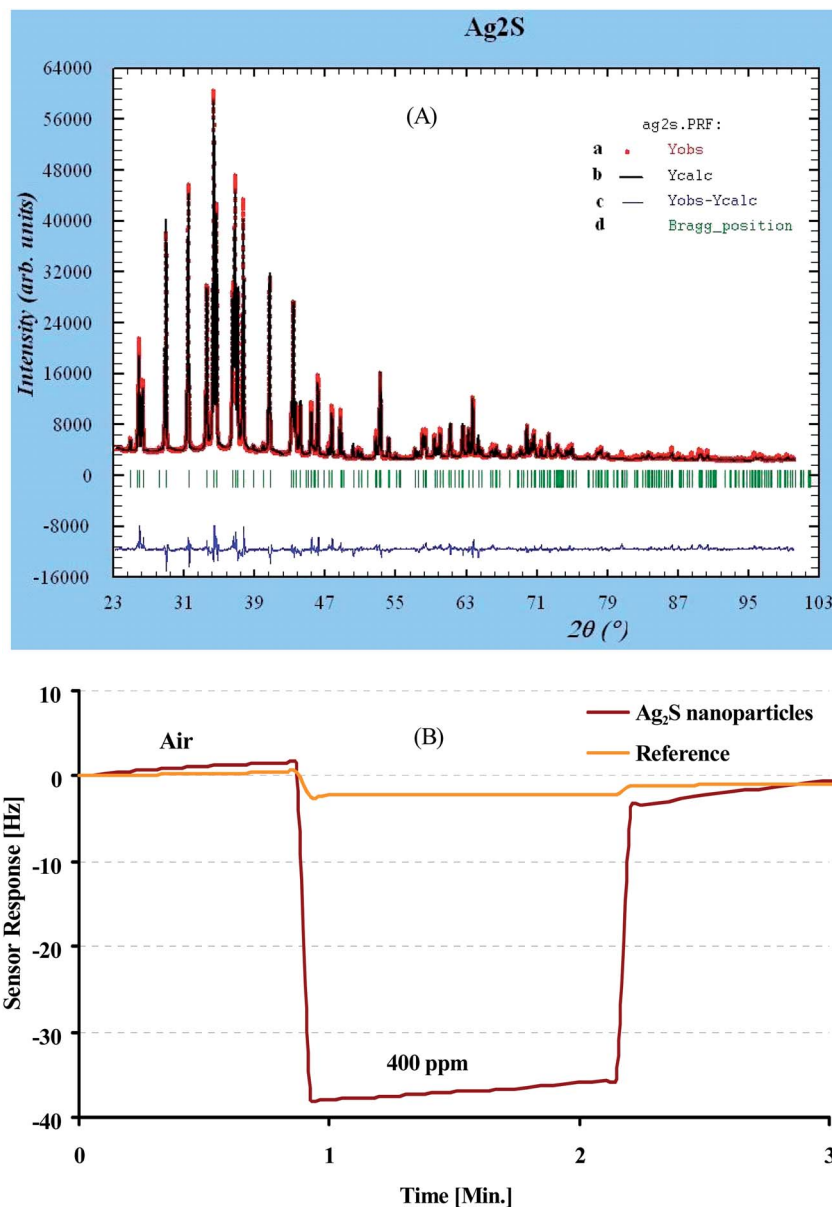 Ag2S
(A)
ag2s.PRF:
a Yobs
b Ycalc
c Yobs-Ycalc
d Bragg_position
Intensity (arb. units)
64000
56000
48000
40000
32000
24000
16000
8000
0
-8000
-16000
23 31 39 47 55 63 71 79 87 95 103
2θ (°)
(B)
Ag₂S nanoparticles
Reference
Air
400 ppm
Sensor Response [Hz]
10
0
-10
-20
-30
-40
0 1 2 3
Time [Min.]